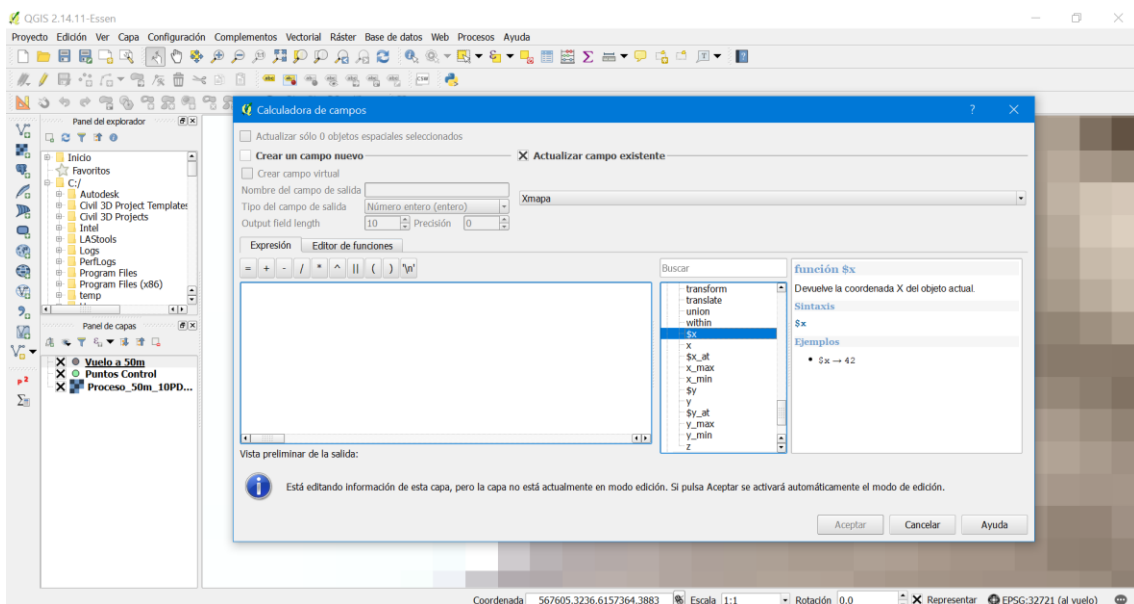 QGIS 2.14.11-Essen
Proyecto Edición Ver Capa Configuración Complementos Vectorial Ráster Base de datos Web Procesos Ayuda
Panel del explorador
Inicio
Favoritos
C:/
Autodesk
Civil 3D Project Templates
Civil 3D Projects
Intel
LAStools
Logs
PerfLogs
Program Files
Program Files (x86)
temp
Panel de capas
Vuelo a 50m
Puntos Control
Proceso_50m_10PD...
Calculadora de campos
Actualizar sólo 0 objetos espaciales seleccionados
Crear un campo nuevo
Actualizar campo existente
Crear campo virtual
Nombre del campo de salida
Tipo del campo de salida Número entero (entero)
Output field length 10 Precisión 0
Xmapa
Expresión Editor de funciones
= + - / * ^ || ( ) '\n'
Buscar
transform
translate
union
within
$x
x
$x_at
x_max
x_min
$y
y
$y_at
y_max
y_min
z
función $x
Devuelve la coordenada X del objeto actual.
Sintaxis
$x
Ejemplos
$x → 42
Vista preliminar de la salida:
Está editando información de esta capa, pero la capa no está actualmente en modo edición. Si pulsa Aceptar se activará automáticamente el modo de edición.
Aceptar Cancelar Ayuda
Coordenada 567605.3236,6157364.3883 Escala 1:1 Rotación 0,0 Representar EPSG:32721 (al vuelo)